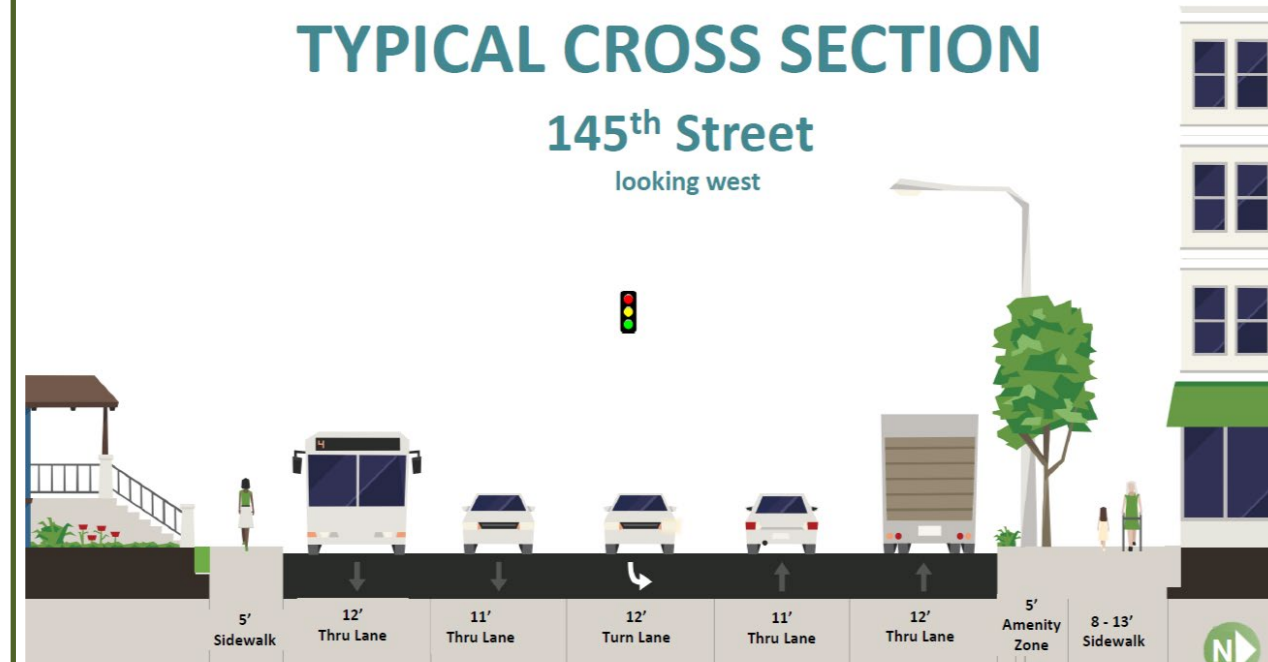 TYPICAL CROSS SECTION
145th Street
looking west
4
5'
Sidewalk
12'
Thru Lane
11'
Thru Lane
12'
Turn Lane
11'
Thru Lane
12'
Thru Lane
5'
Amenity
Zone
8 - 13'
Sidewalk
N